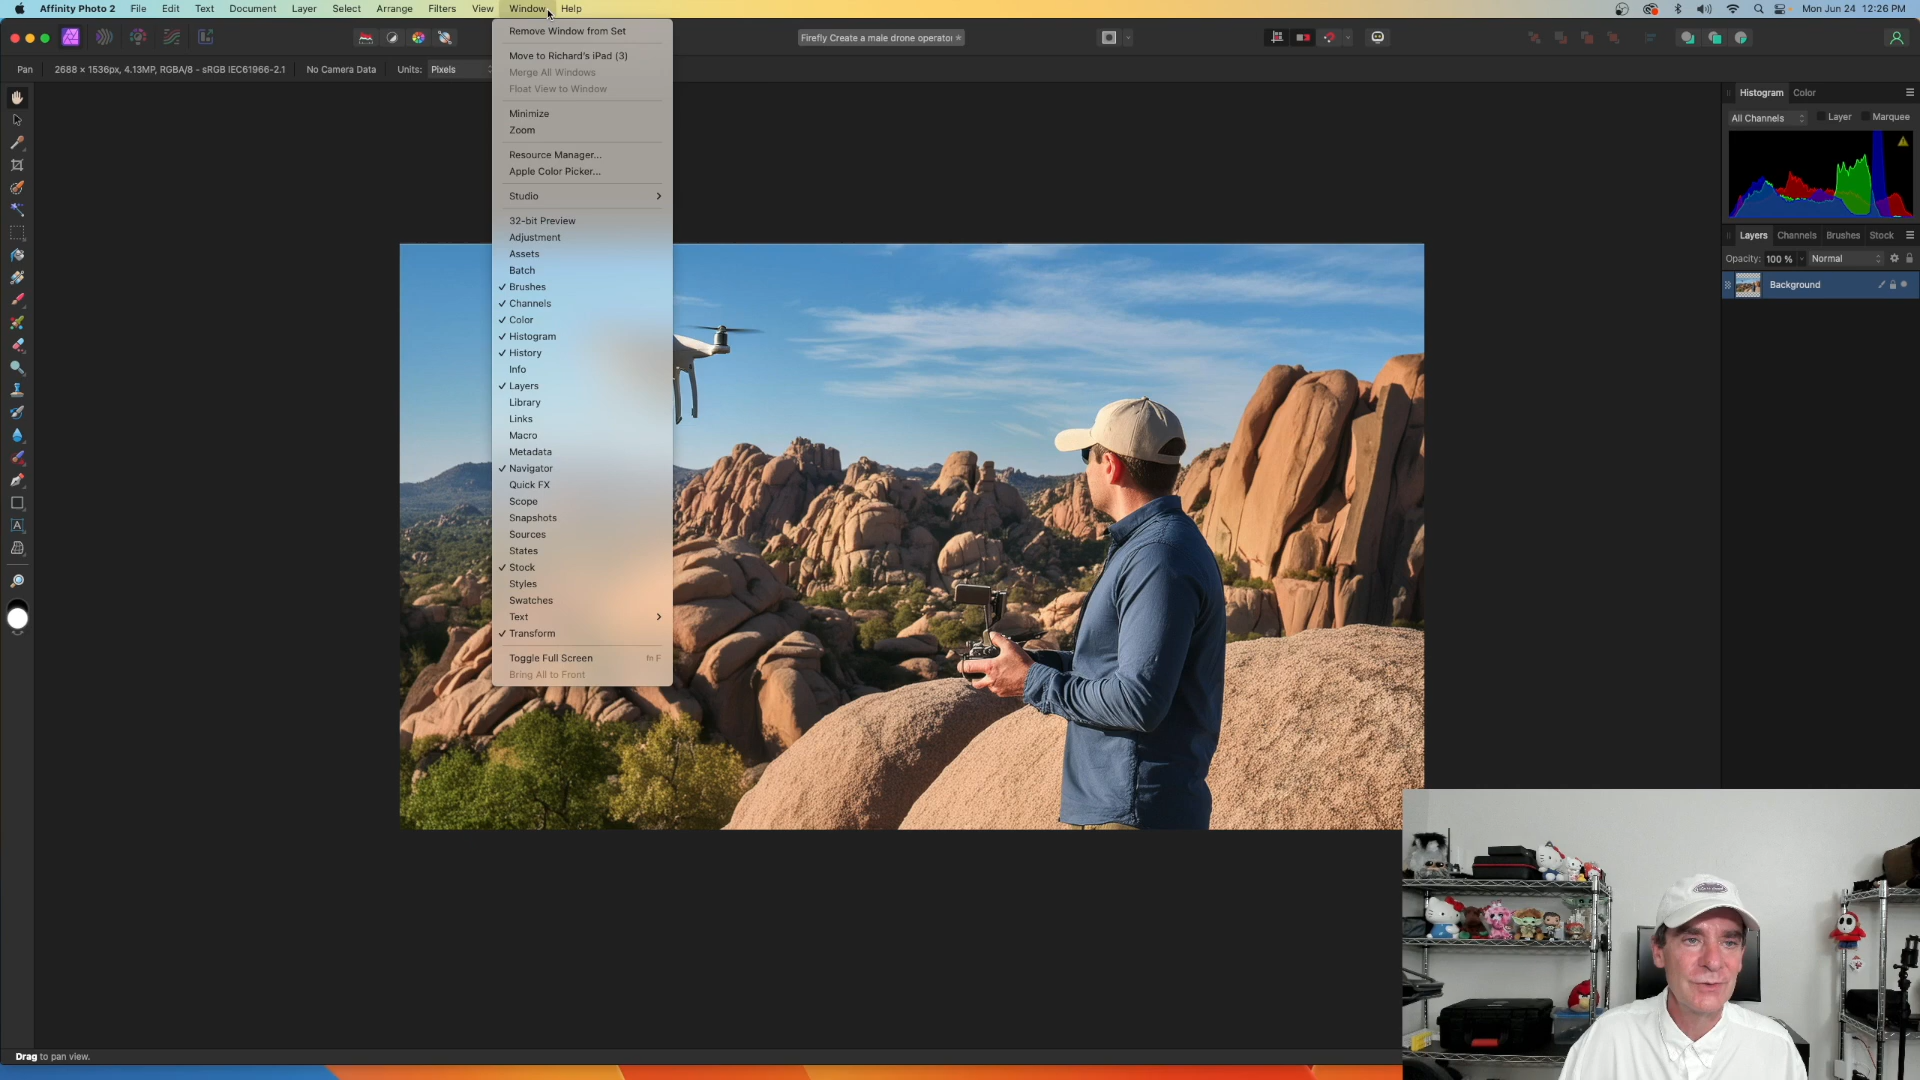 Affinity Photo 2 File Edit Text Document Layer Select Arrange Filters View Window Help Mon Jun 24 12:26 PM
Firefly Create a male drone operator *
Pan 2688 × 1536px, 4.13MP, RGBA/8 - sRGB IEC61966-2.1 No Camera Data Units: Pixels
Remove Window from Set
Move to Richard's iPad (3)
Merge All Windows
Float View to Window
Minimize
Zoom
Resource Manager...
Apple Color Picker...
Studio
32-bit Preview
Adjustment
Assets
Batch
✓ Brushes
✓ Channels
✓ Color
✓ Histogram
✓ History
Info
✓ Layers
Library
Links
Macro
Metadata
✓ Navigator
Quick FX
Scope
Snapshots
Sources
States
✓ Stock
Styles
Swatches
Text
✓ Transform
Toggle Full Screen fn F
Bring All to Front
Histogram Color
All Channels Layer Marquee
Layers Channels Brushes Stock
Opacity: 100 % Normal
Background
Drag to pan view.